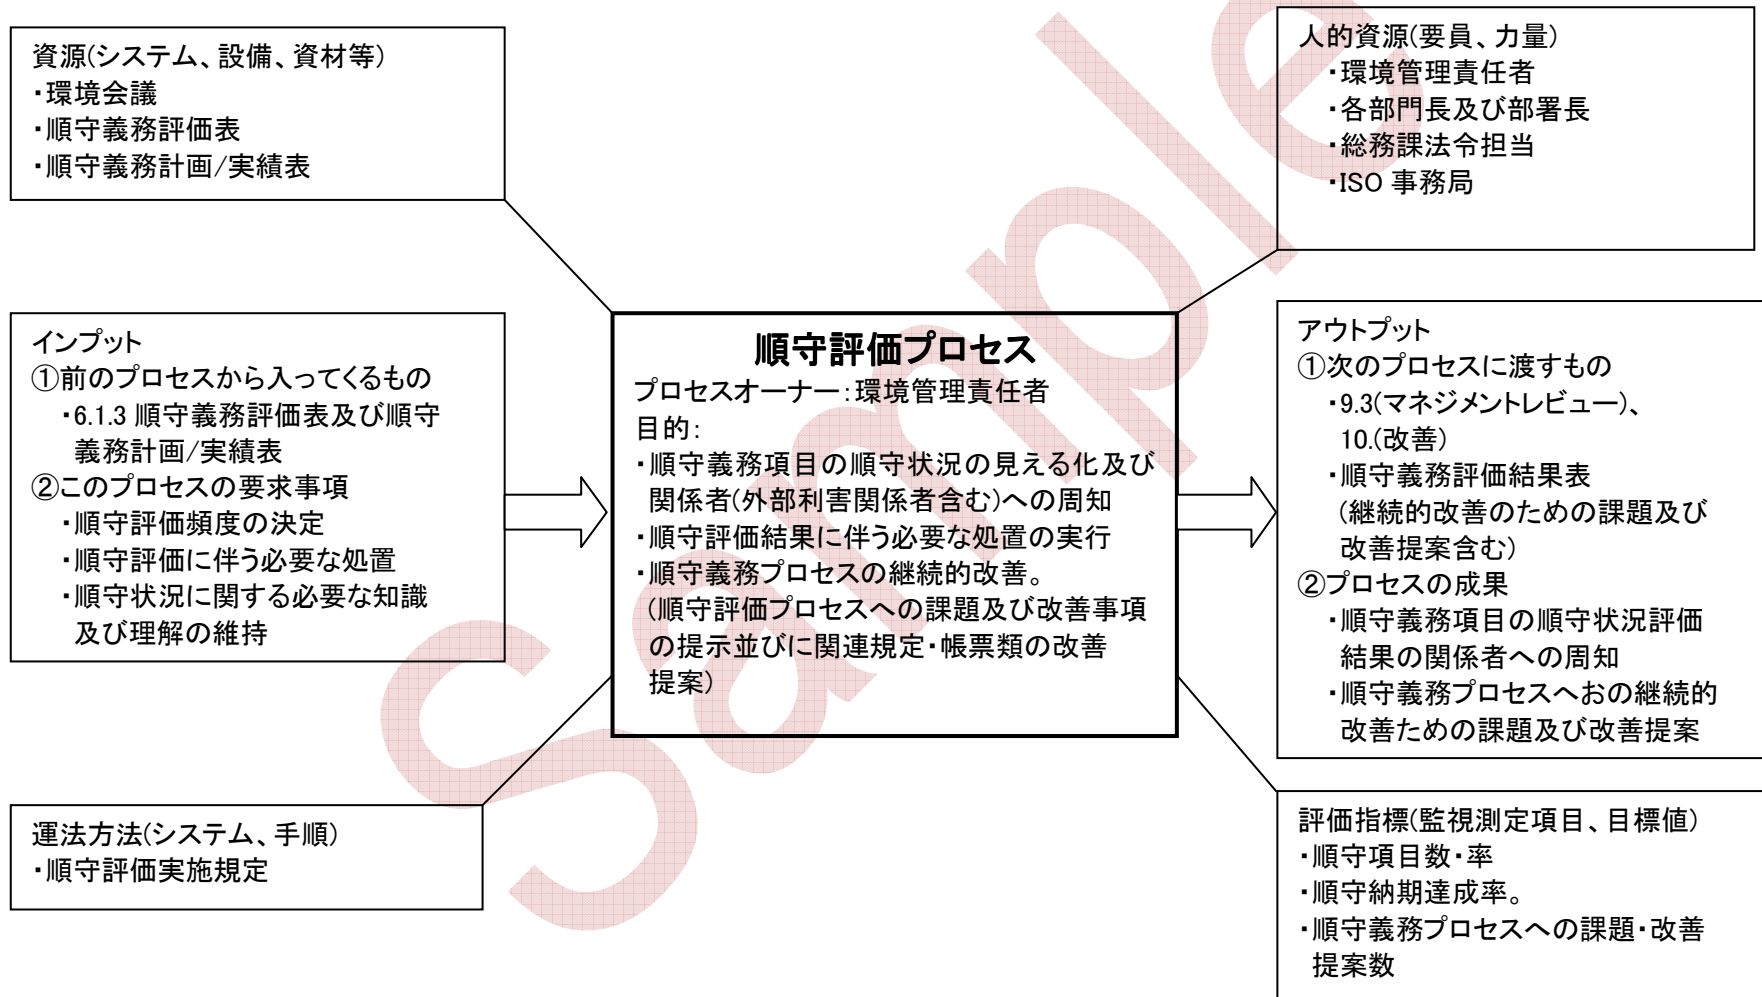 資源(システム、設備、資材等)
・環境会議
・順守義務評価表
・順守義務計画/実績表
人的資源(要員、力量)
・環境管理責任者
・各部門長及び部署長
・総務課法令担当
・ISO 事務局
インプット
①前のプロセスから入ってくるもの
・6.1.3 順守義務評価表及び順守
義務計画/実績表
②このプロセスの要求事項
・順守評価頻度の決定
・順守評価に伴う必要な処置
・順守状況に関する必要な知識
及び理解の維持
順守評価プロセス
プロセスオーナー:環境管理責任者
目的:
・順守義務項目の順守状況の見える化及び
関係者(外部利害関係者含む)への周知
・順守評価結果に伴う必要な処置の実行
・順守義務プロセスの継続的改善。
(順守評価プロセスへの課題及び改善事項
の提示並びに関連規定・帳票類の改善
提案)
アウトプット
①次のプロセスに渡すもの
・9.3(マネジメントレビュー)、
10.(改善)
・順守義務評価結果表
(継続的改善のための課題及び
改善提案含む)
②プロセスの成果
・順守義務項目の順守状況評価
結果の関係者への周知
・順守義務プロセスへおの継続的
改善ための課題及び改善提案
運法方法(システム、手順)
・順守評価実施規定
評価指標(監視測定項目、目標値)
・順守項目数・率
・順守納期達成率。
・順守義務プロセスへの課題・改善
提案数
Sample